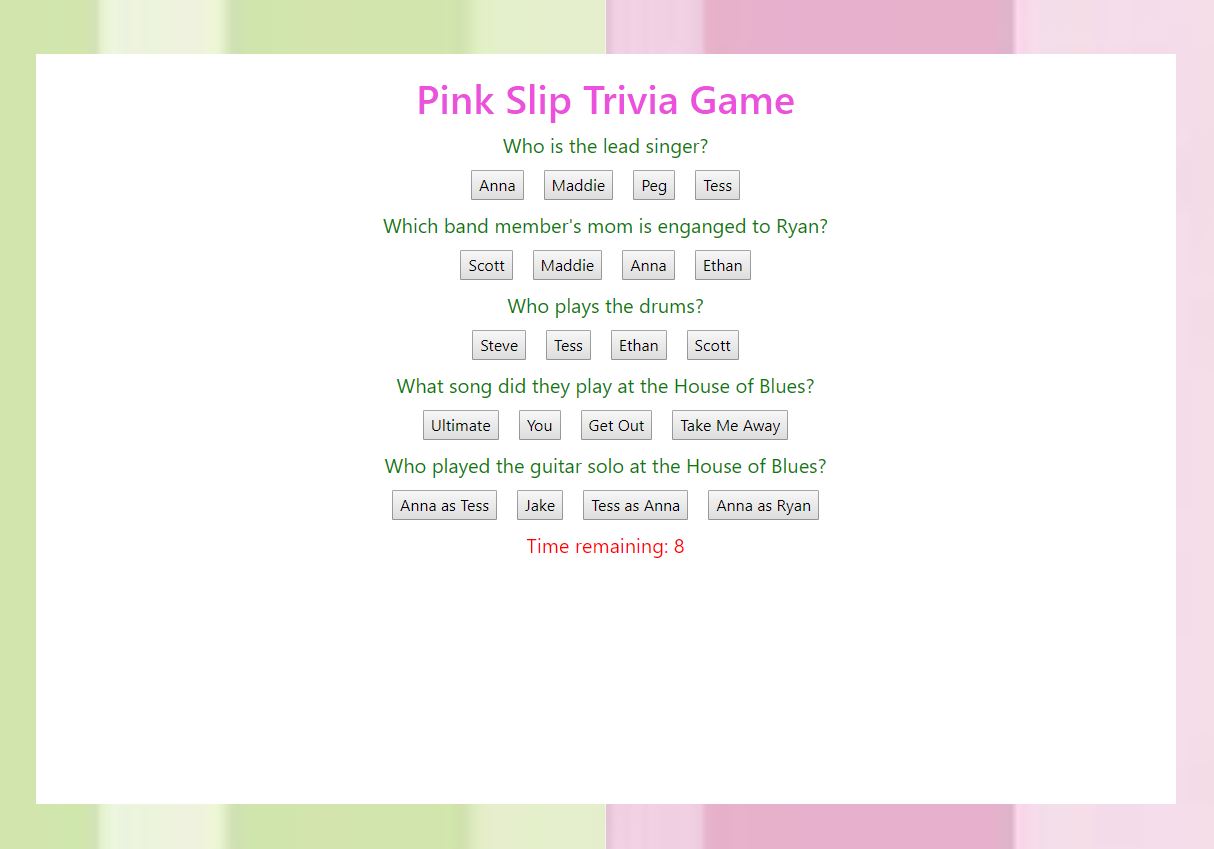 Pink Slip Trivia Game
Who is the lead singer?
Anna Maddie Peg Tess
Which band member's mom is enganged to Ryan?
Scott Maddie Anna Ethan
Who plays the drums?
Steve Tess Ethan Scott
What song did they play at the House of Blues?
Ultimate You Get Out Take Me Away
Who played the guitar solo at the House of Blues?
Anna as Tess Jake Tess as Anna Anna as Ryan
Time remaining: 8